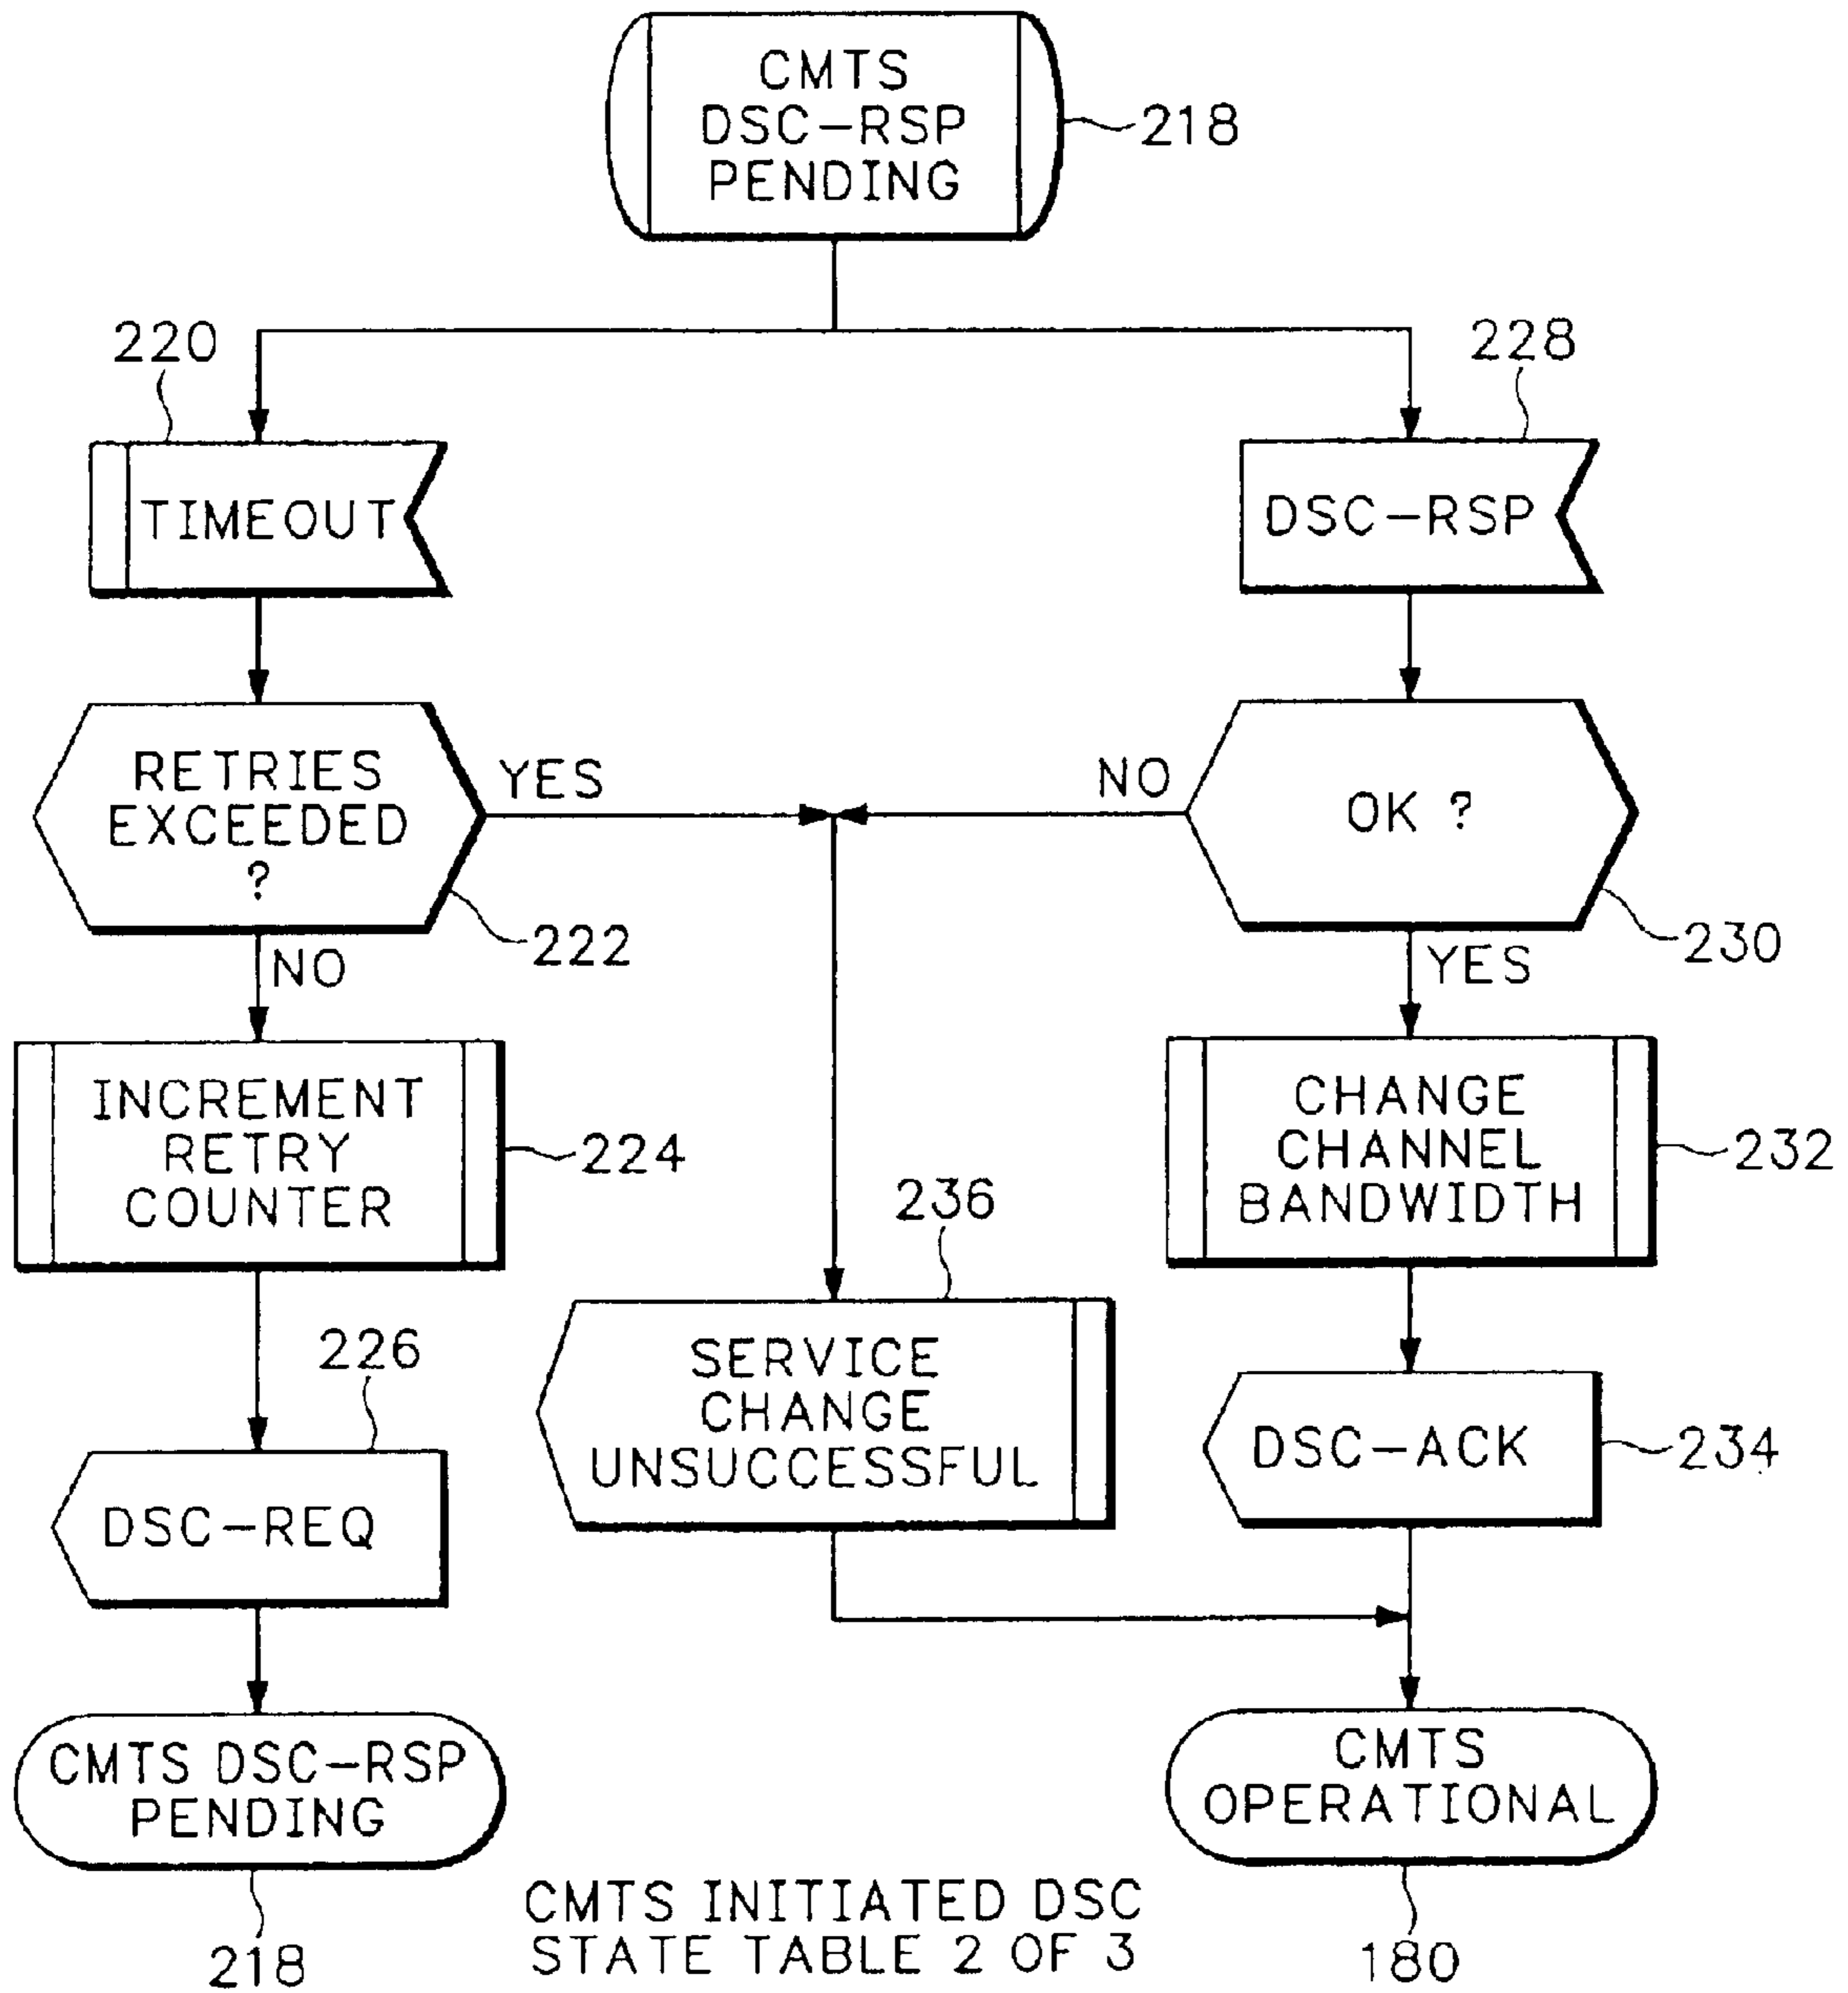 CMTS
DSC-RSP
PENDING
218
220
228
TIMEOUT
DSC-RSP
RETRIES
EXCEEDED
?
YES
NO
OK ?
222
230
NO
YES
INCREMENT
RETRY
COUNTER
224
CHANGE
CHANNEL
BANDWIDTH
232
236
SERVICE
CHANGE
UNSUCCESSFUL
226
DSC-REQ
DSC-ACK
234
CMTS DSC-RSP
PENDING
218
CMTS
OPERATIONAL
180
CMTS INITIATED DSC
STATE TABLE 2 OF 3